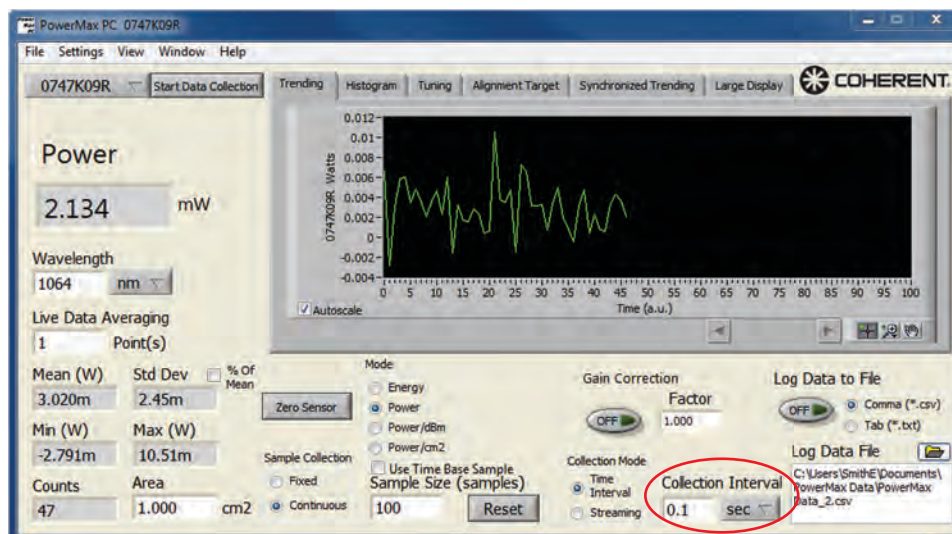 PowerMax PC 0747K09R
File Settings View Window Help
0747K09R Start Data Collection
Trending Histogram Tuning Alignment Target Synchronized Trending Large Display
COHERENT.
Power
2.134 mW
Wavelength
1064 nm
Live Data Averaging
1 Point(s)
Mean (W) Std Dev % Of Mean
3.020m 2.45m
Min (W) Max (W)
-2.791m 10.51m
Counts Area
47 1.000 cm2
0747K09R Watts
0.012
0.01
0.008
0.006
0.004
0.002
0
-0.002
-0.004
0 5 10 15 20 25 30 35 40 45 50 55 60 65 70 75 80 85 90 95 100
Autoscale
Time (a.u.)
Zero Sensor
Mode
Energy
Power
Power/dBm
Power/cm2
Use Time Base Sample
Sample Collection
Fixed
Continuous
Sample Size (samples)
100 Reset
Gain Correction
OFF
Factor
1.000
Collection Mode
Time Interval
Streaming
Collection Interval
0.1 sec
Log Data to File
OFF
Comma (*.csv)
Tab (*.txt)
Log Data File
C:\Users\SmithE\Documents\
PowerMax Data\PowerMax
Data_2.csv